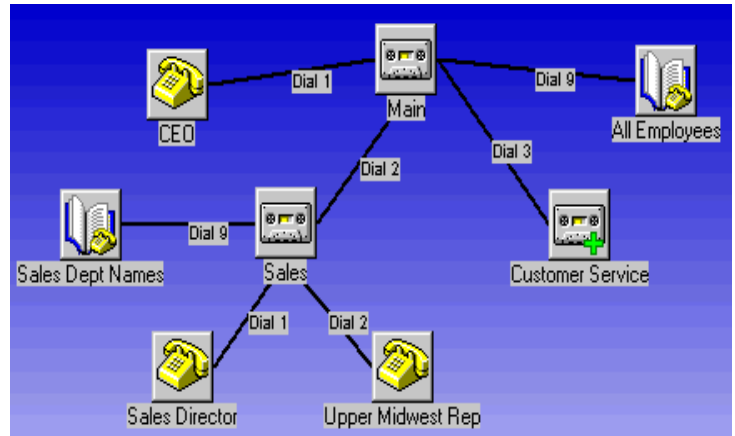 Main
Dial 1
CEO
Dial 9
All Employees
Dial 2
Dial 3
Sales Dept Names
Dial 9
Sales
Customer Service
Dial 1
Dial 2
Sales Director
Upper Midwest Rep